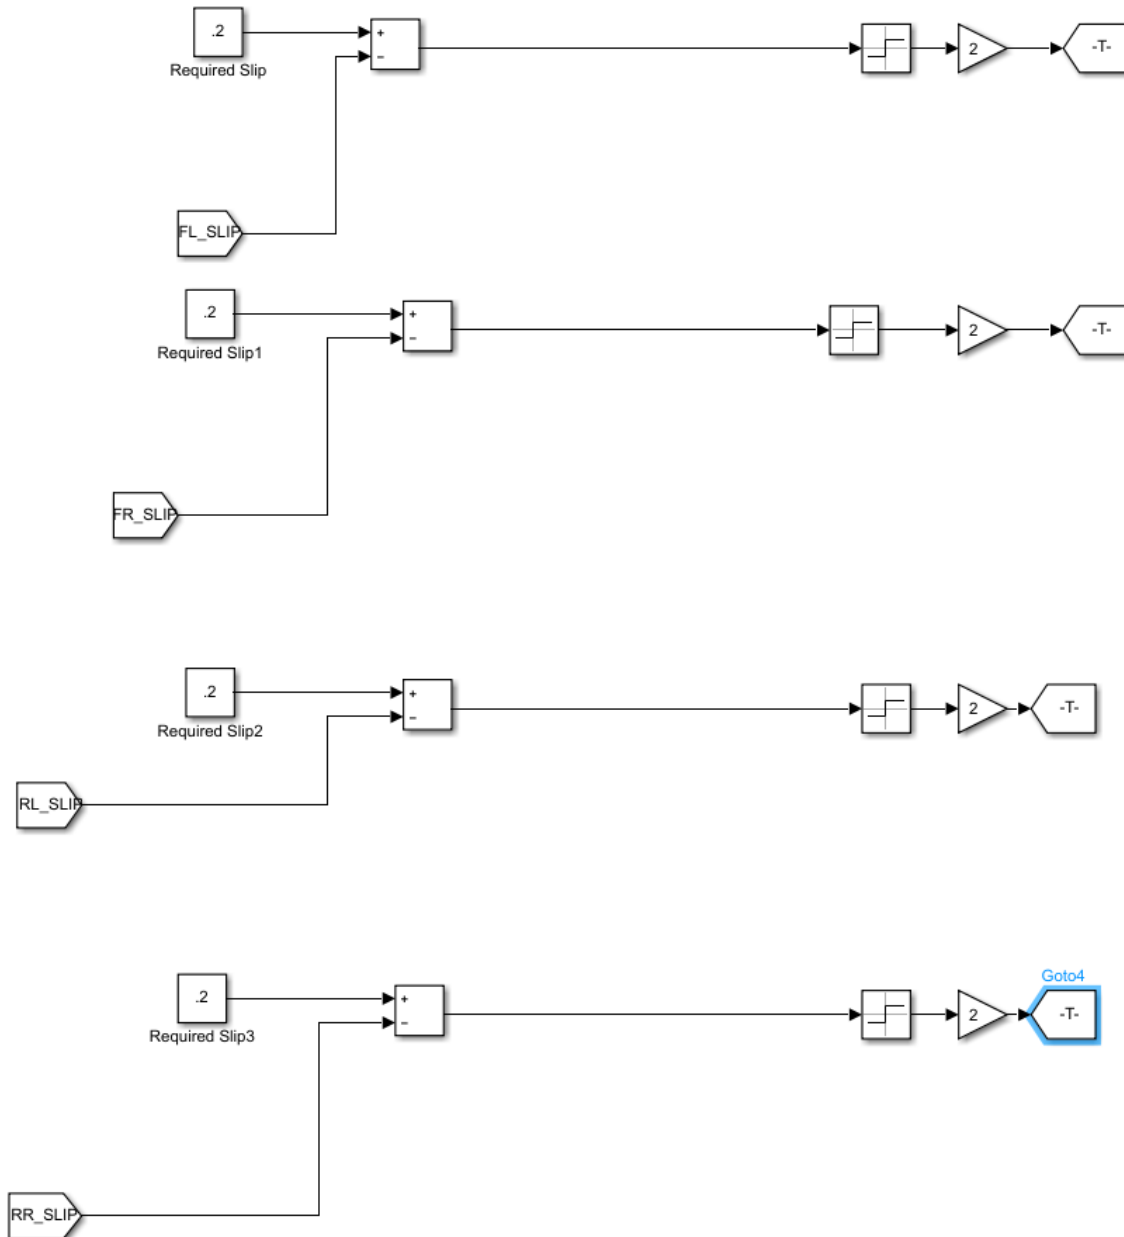 .2
+
−
2
-T-
Required Slip
FL_SLIP
.2
+
−
2
-T-
Required Slip1
FR_SLIP
.2
+
−
2
-T-
Required Slip2
RL_SLIP
Goto4
.2
+
−
2
-T-
Required Slip3
RR_SLIP